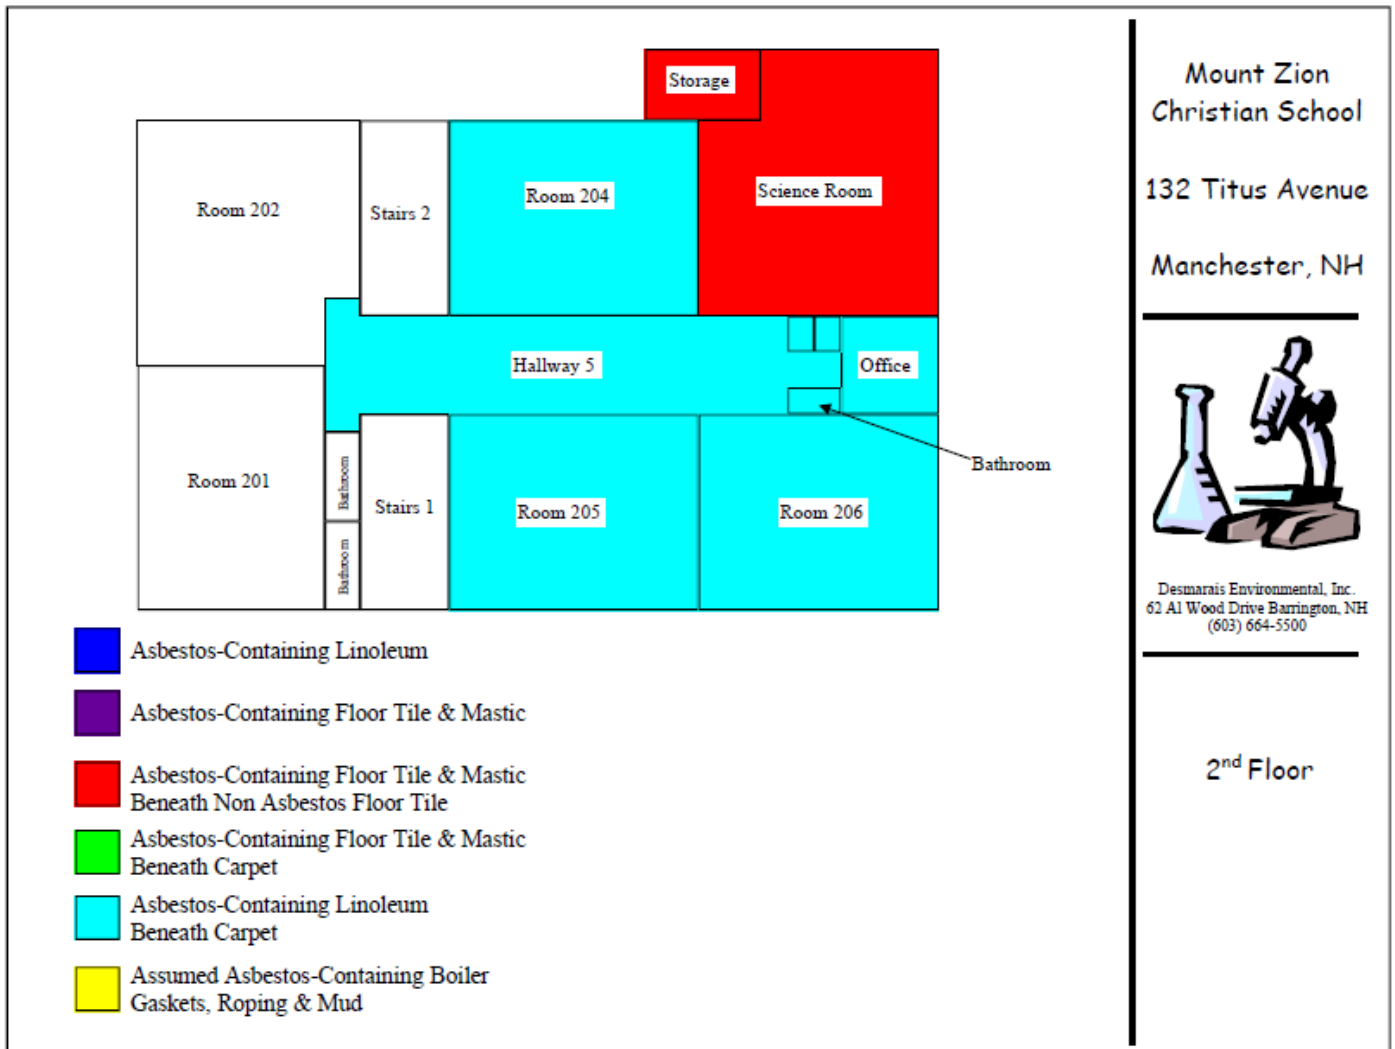 Storage
Science Room
Room 202
Stairs 2
Room 204
Hallway 5
Office
Bathroom
Room 201
Bathroom
Bathroom
Stairs 1
Room 205
Room 206
Asbestos-Containing Linoleum
Asbestos-Containing Floor Tile & Mastic
Asbestos-Containing Floor Tile & Mastic
Beneath Non Asbestos Floor Tile
Asbestos-Containing Floor Tile & Mastic
Beneath Carpet
Asbestos-Containing Linoleum
Beneath Carpet
Assumed Asbestos-Containing Boiler
Gaskets, Roping & Mud
Mount Zion
Christian School
132 Titus Avenue
Manchester, NH
Desmarais Environmental, Inc.
62 Al Wood Drive Barrington, NH
(603) 664-5500
2nd Floor